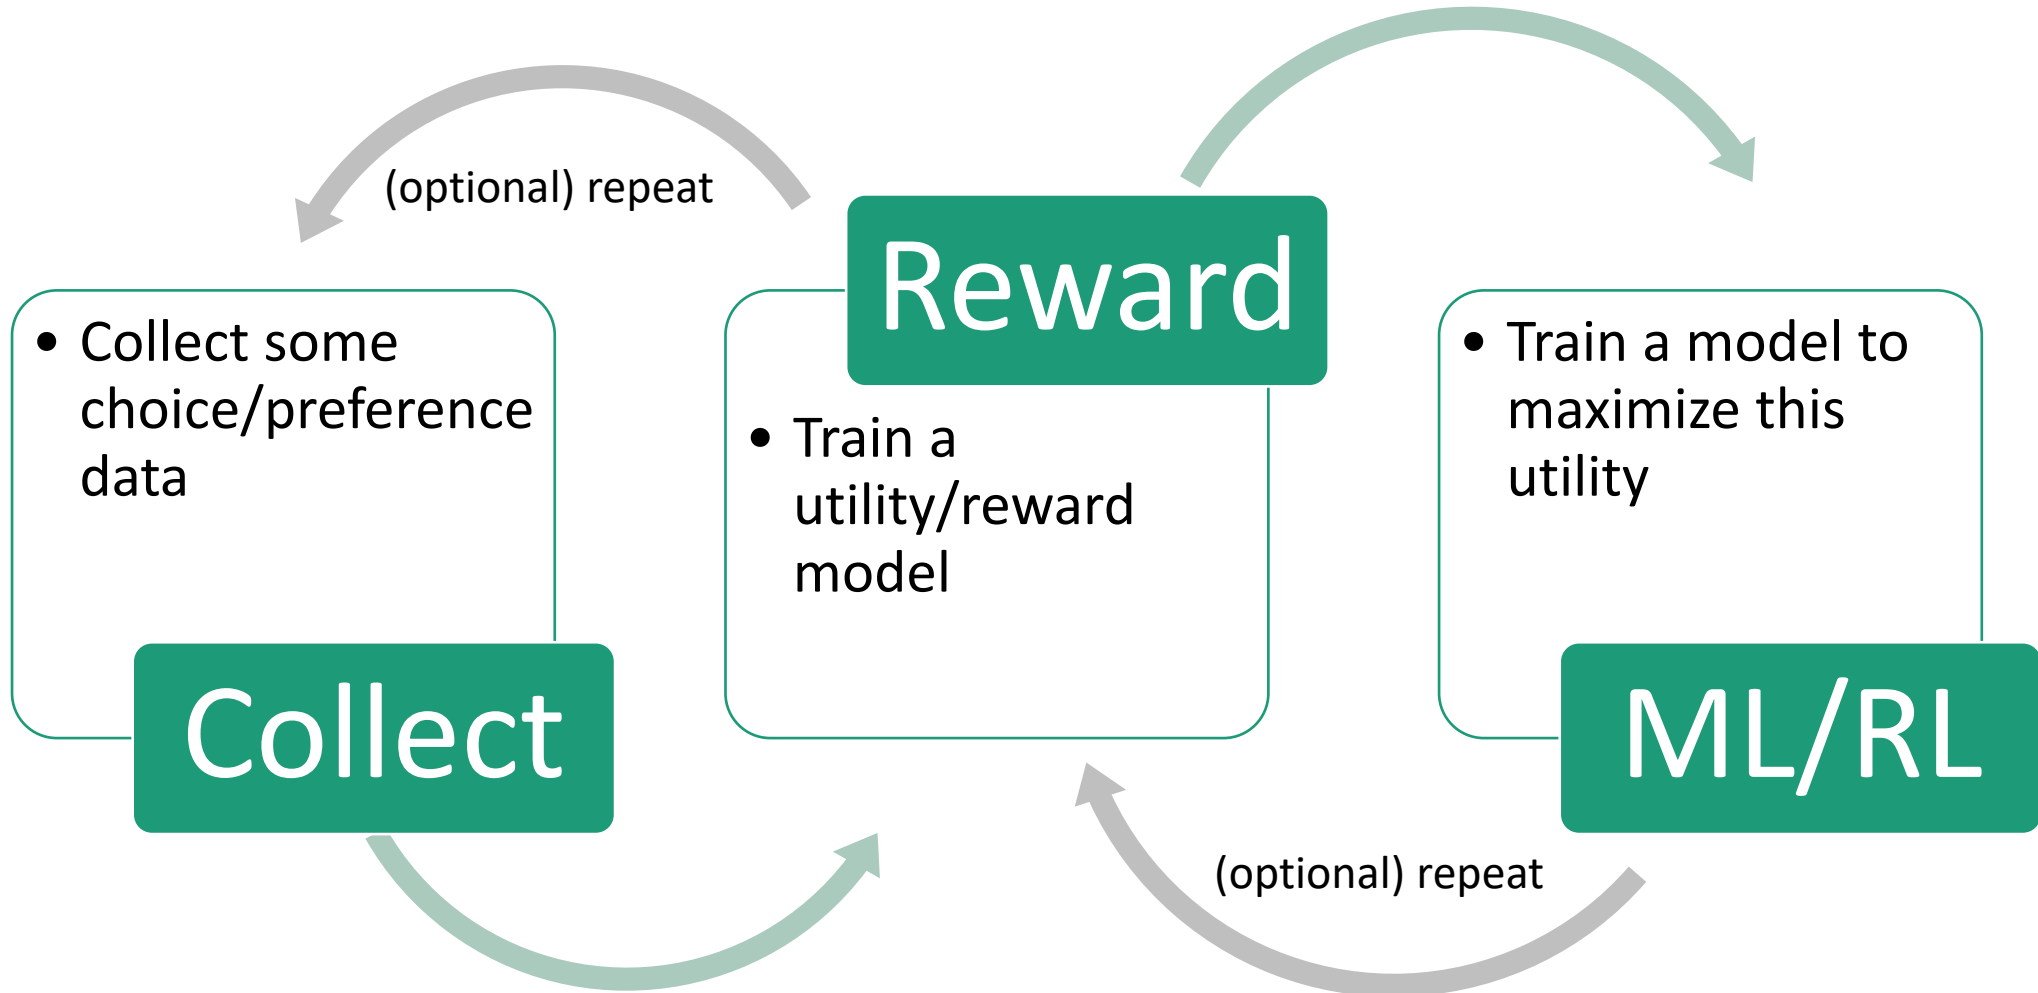 (optional) repeat
• Collect some
choice/preference
data
Collect
Reward
• Train a
utility/reward
model
• Train a model to
maximize this
utility
ML/RL
(optional) repeat